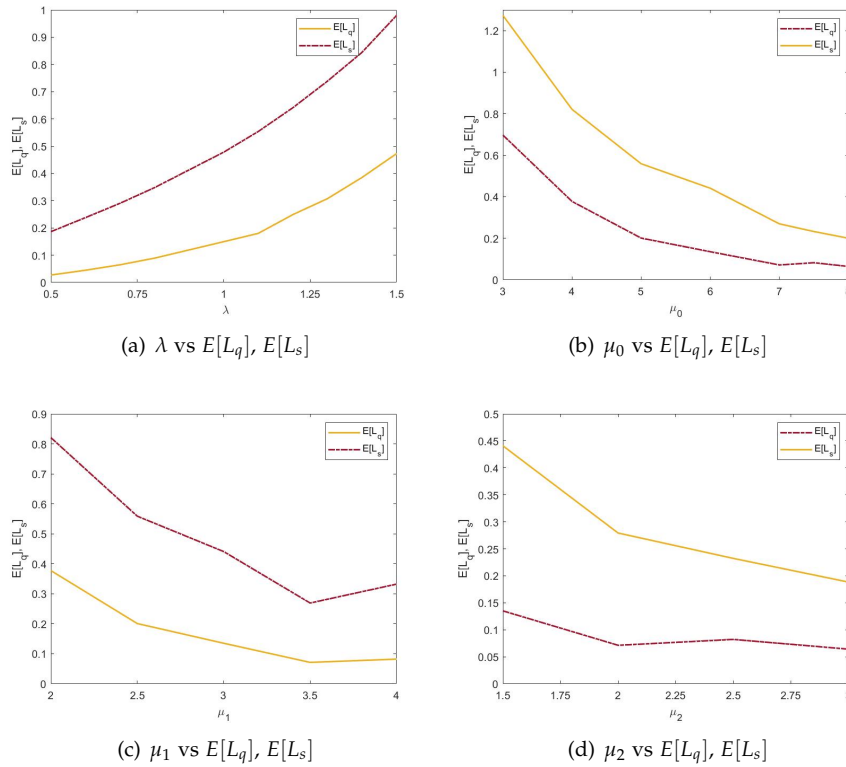 1
0.9
0.8
0.7
0.6
0.5
0.4
0.3
0.2
0.1
0
E[L_q], E[L_s]
E[L_q]
E[L_s]
0.5 0.75 1 1.25 1.5
λ
(a) λ vs E[L_q], E[L_s]
1.2
1
0.8
0.6
0.4
0.2
0
E[L_q], E[L_s]
E[L_q]
E[L_s]
3 4 5 6 7
μ_0
(b) μ_0 vs E[L_q], E[L_s]
0.9
0.8
0.7
0.6
0.5
0.4
0.3
0.2
0.1
0
E[L_q], E[L_s]
E[L_q]
E[L_s]
2 2.5 3 3.5 4
μ_1
(c) μ_1 vs E[L_q], E[L_s]
0.5
0.45
0.4
0.35
0.3
0.25
0.2
0.15
0.1
0.05
0
E[L_q], E[L_s]
E[L_q]
E[L_s]
1.5 1.75 2 2.25 2.5 2.75
μ_2
(d) μ_2 vs E[L_q], E[L_s]